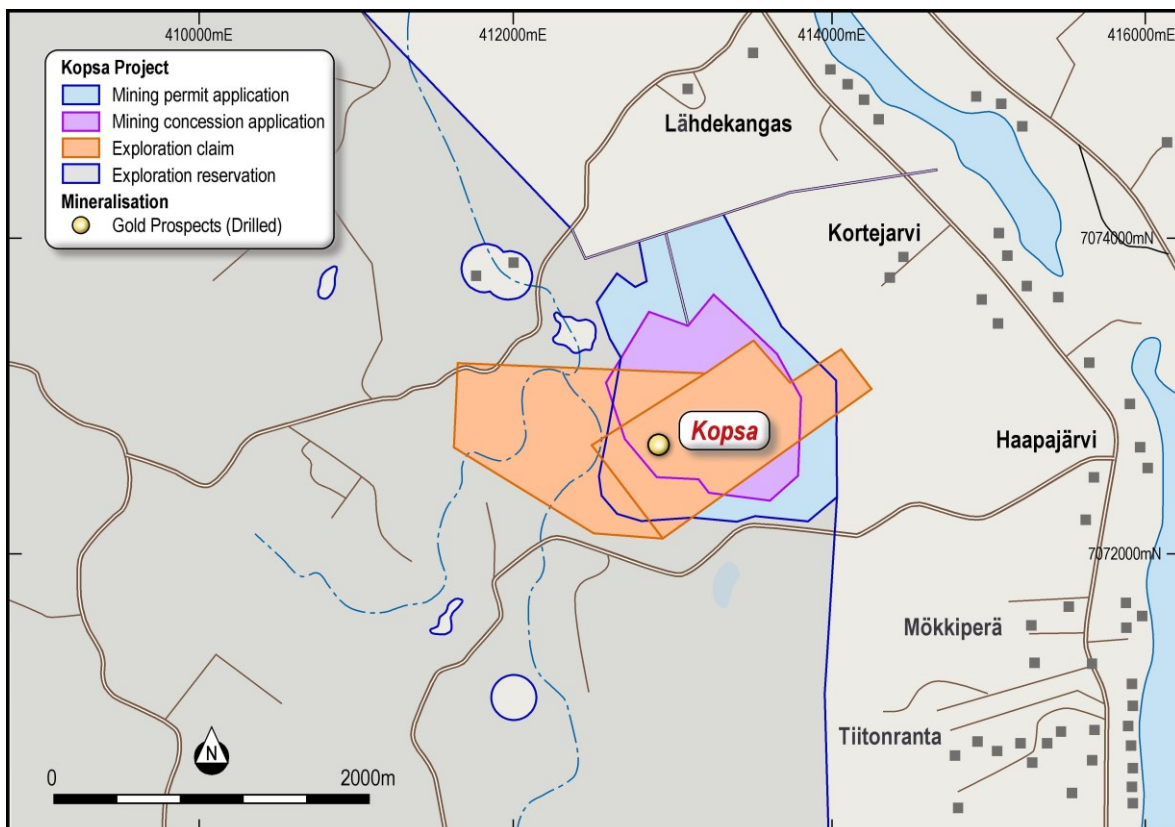 410000mE
412000mE
414000mE
416000mE
Kopsa Project
Mining permit application
Mining concession application
Exploration claim
Exploration reservation
Mineralisation
Gold Prospects (Drilled)
Lähdekangas
Kortejarvi
7074000mN
Kopsa
Haapajärvi
7072000mN
Mökkiperä
Tiitonranta
N
0
2000m